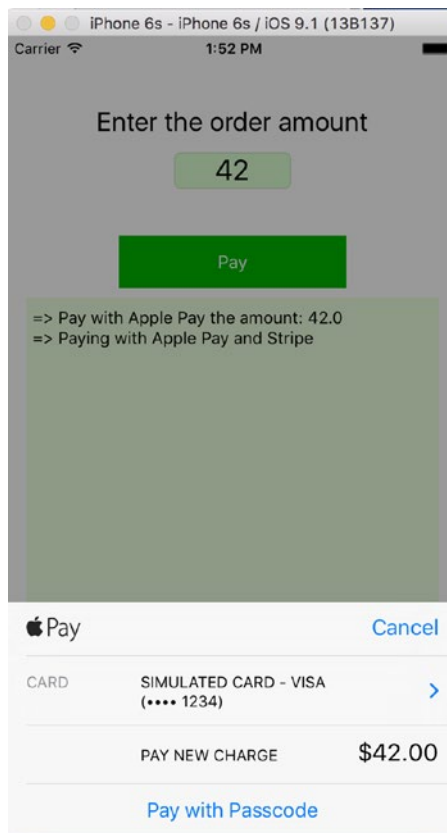 iPhone 6s - iPhone 6s / iOS 9.1 (13B137)
Carrier 1:52 PM
Enter the order amount
42
Pay
=> Pay with Apple Pay the amount: 42.0
=> Paying with Apple Pay and Stripe
Pay Cancel
CARD SIMULATED CARD - VISA
(•••• 1234)
PAY NEW CHARGE $42.00
Pay with Passcode